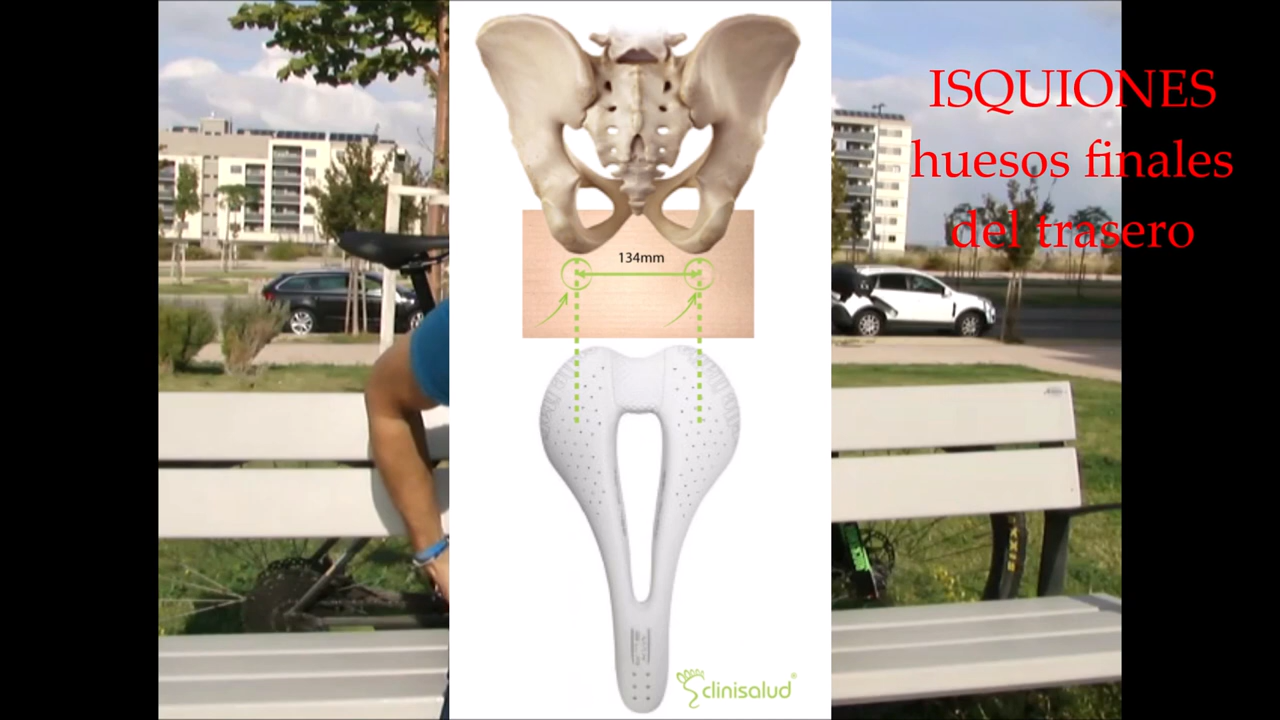 ISQUIONES
huesos finales
del trasero
134mm
clinisalud®